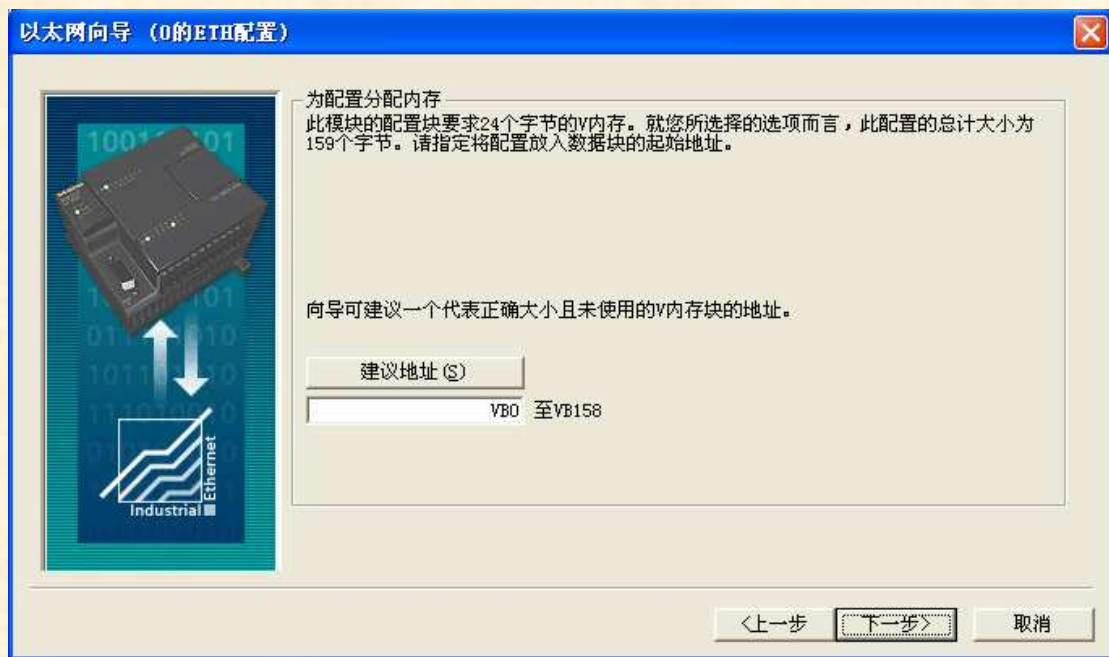 以太网向导 (0的ETH配置)
为配置分配内存
此模块的配置块要求24个字节的V内存。就您所选择的选项而言，此配置的总计大小为
159个字节。请指定将配置放入数据块的起始地址。
向导可建议一个代表正确大小且未使用的V内存块的地址。
建议地址(S)
VB0 至VB158
Industrial
Ethernet
<上一步 下一步> 取消